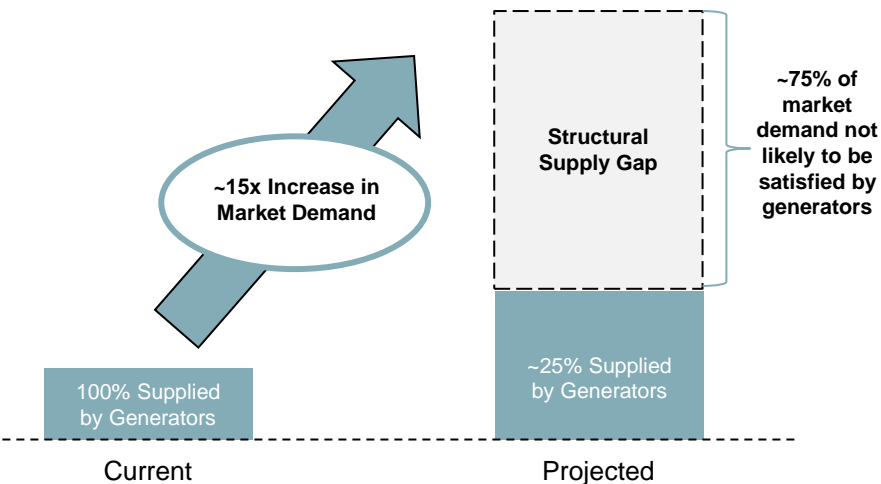 ~15x Increase in
Market Demand
100% Supplied
by Generators
Current
Structural
Supply Gap
~75% of
market
demand not
likely to be
satisfied by
generators
~25% Supplied
by Generators
Projected